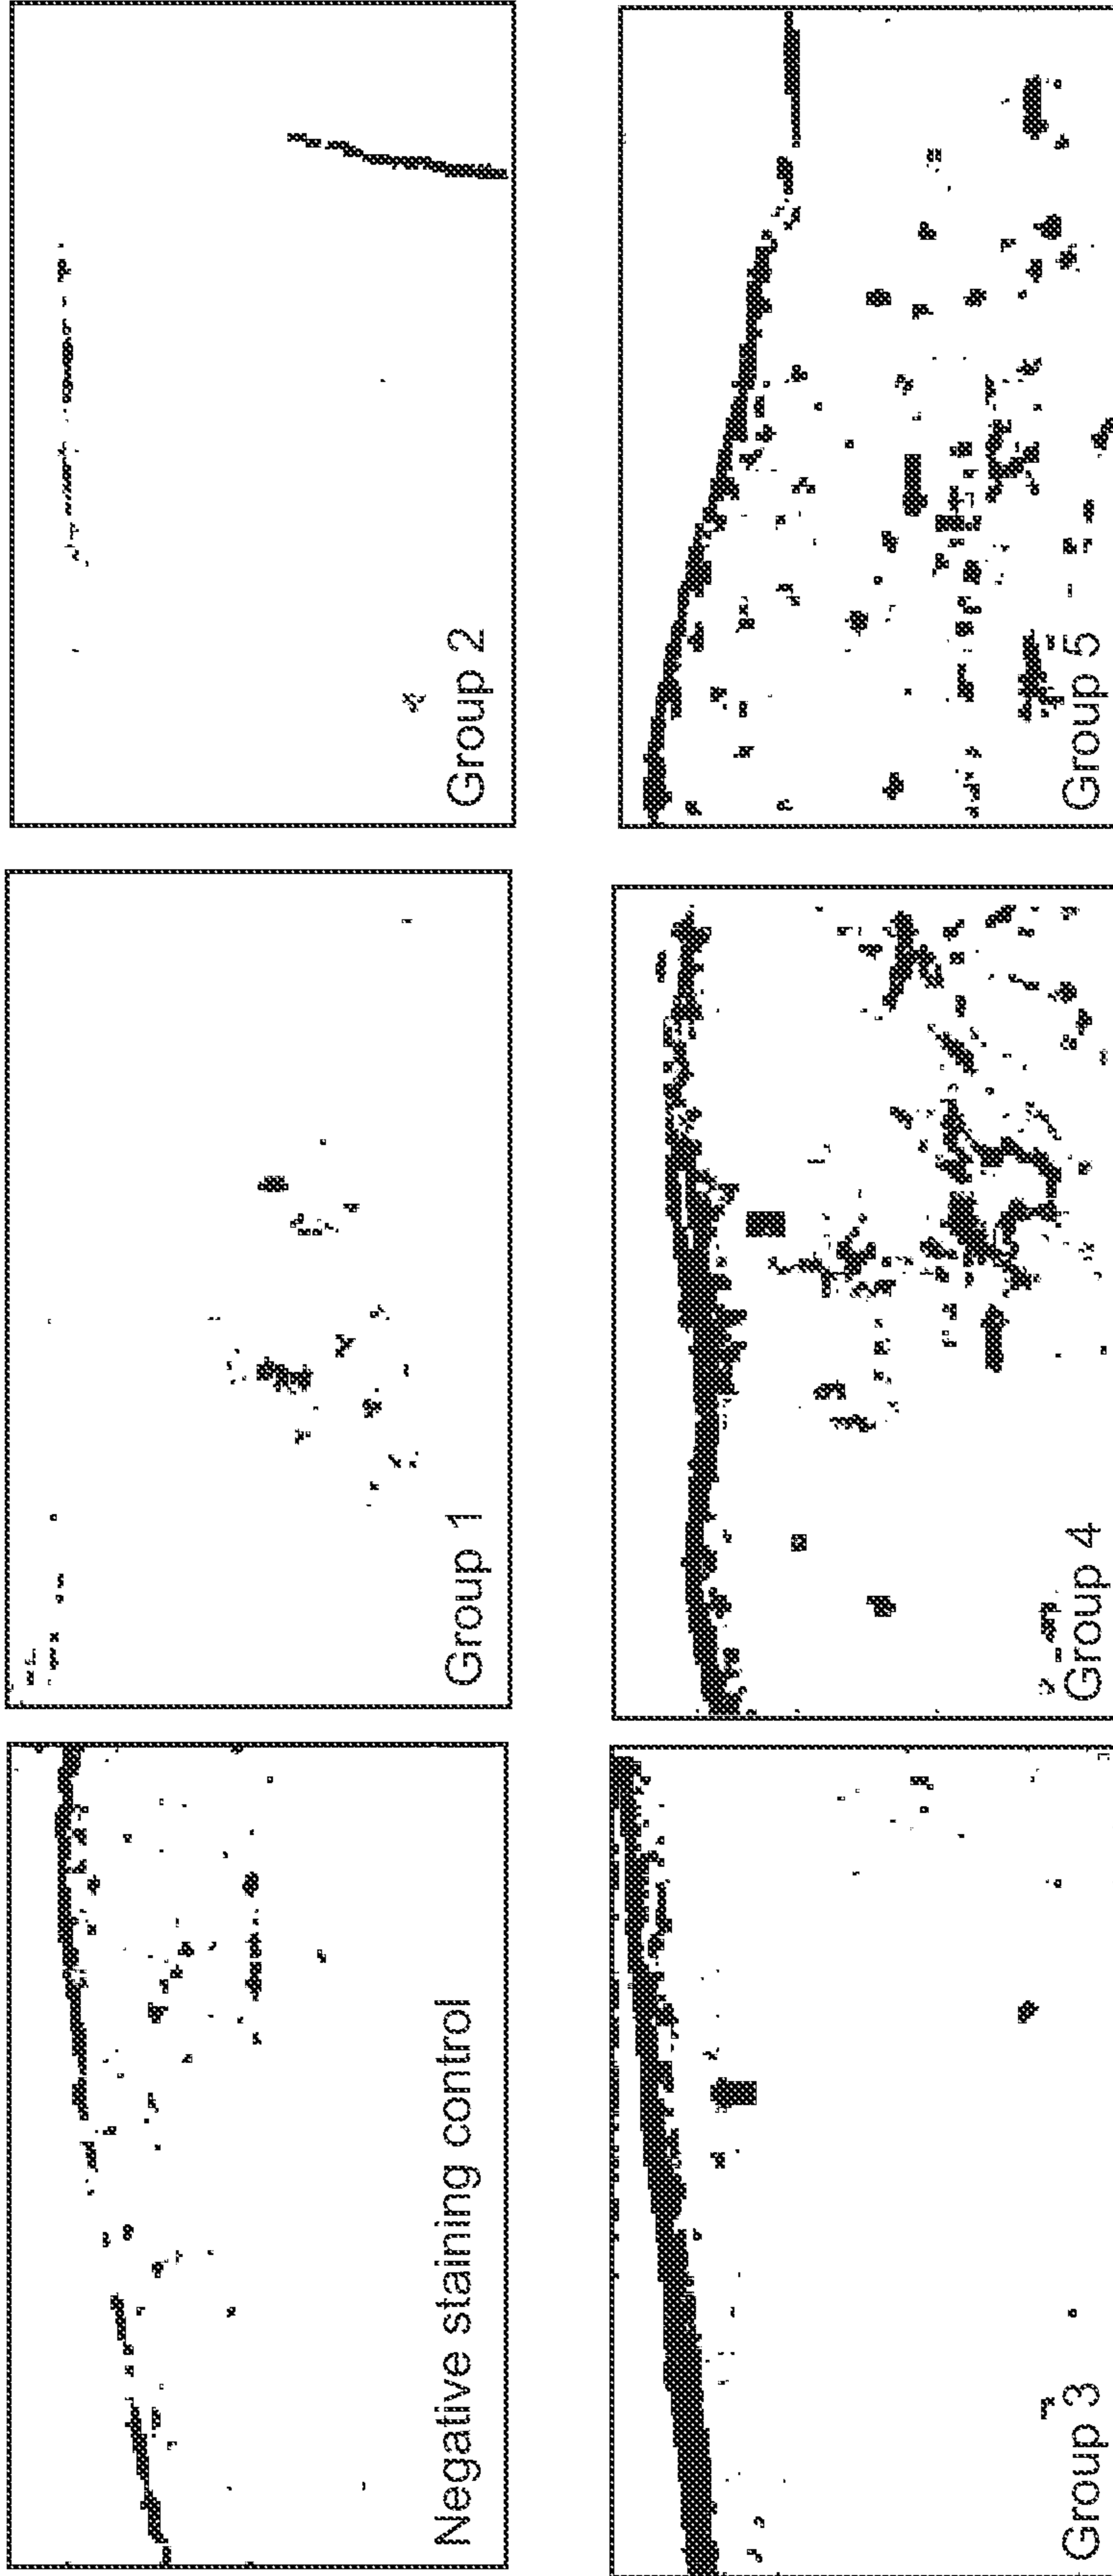 Negative staining control
Group 1
Group 2
Group 3
Group 4
Group 5